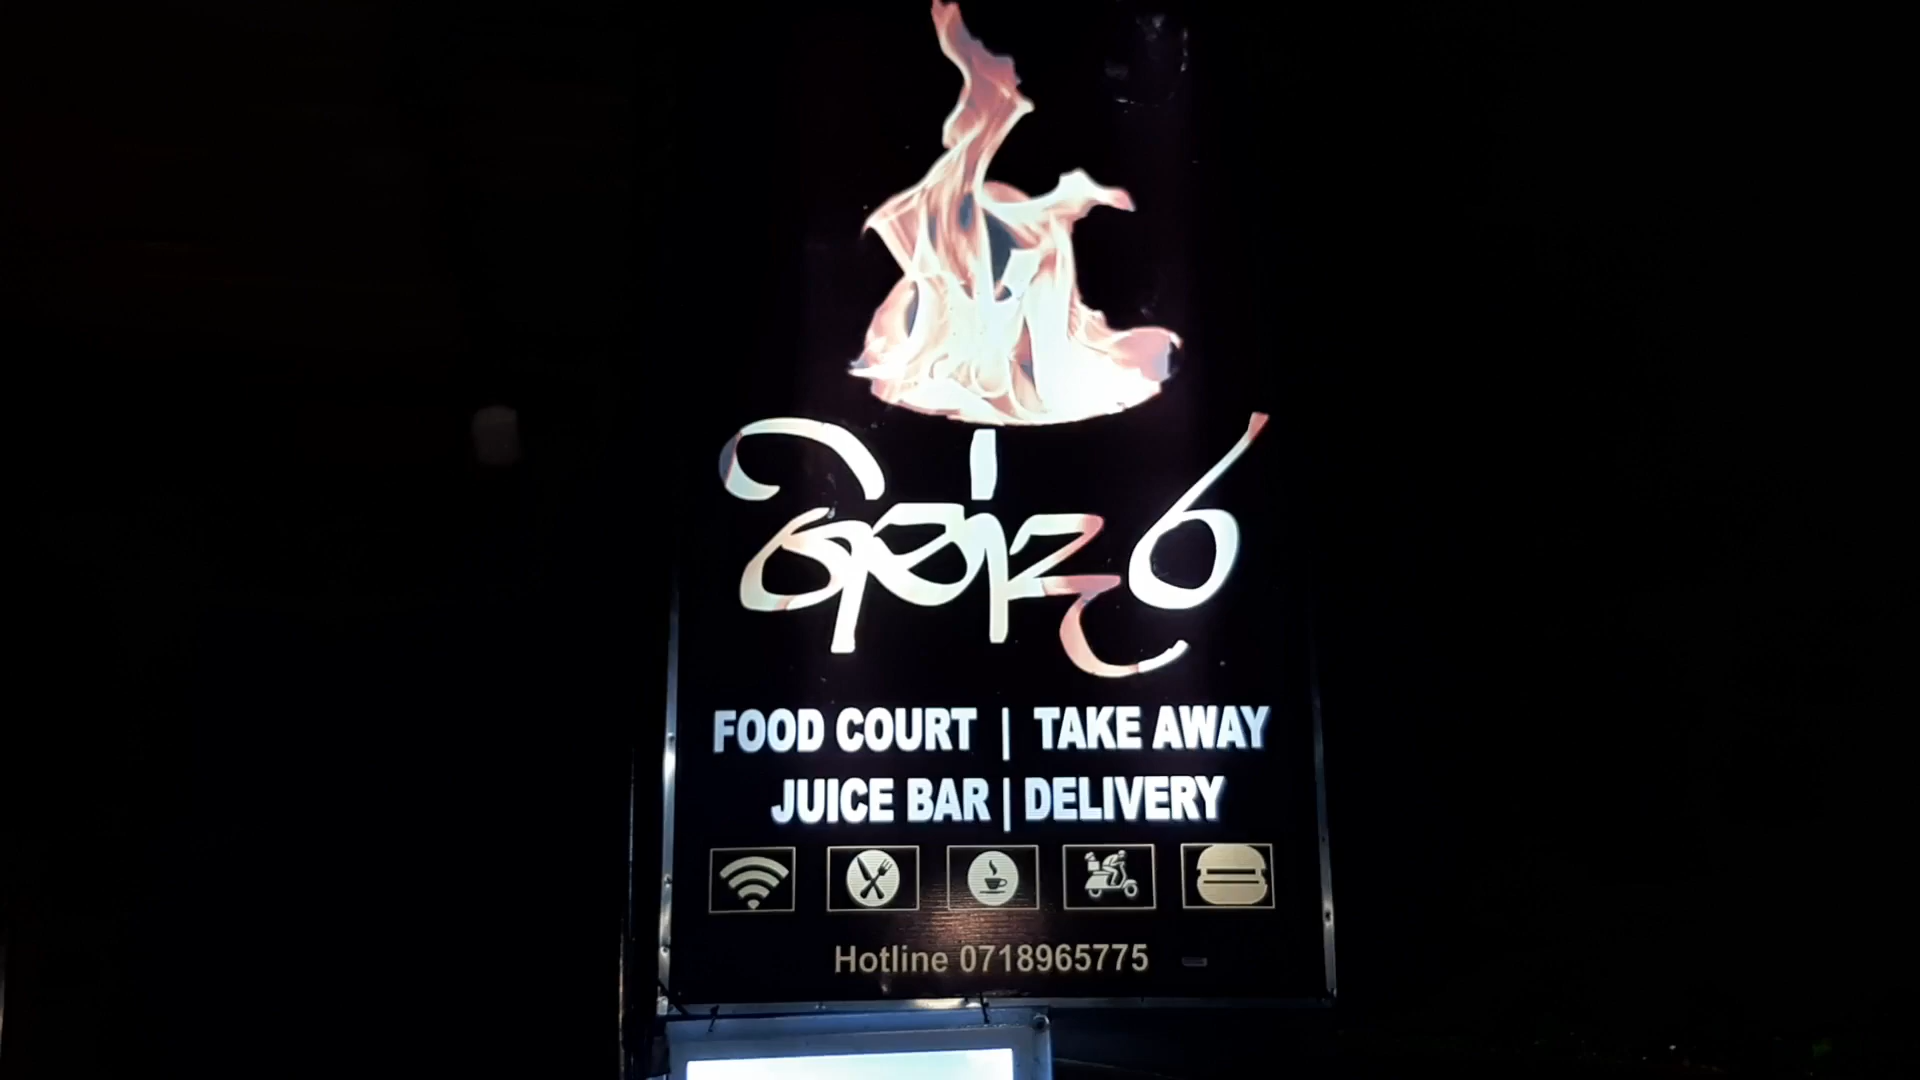 ගින්දර
FOOD COURT | TAKE AWAY
JUICE BAR | DELIVERY
Hotline 0718965775